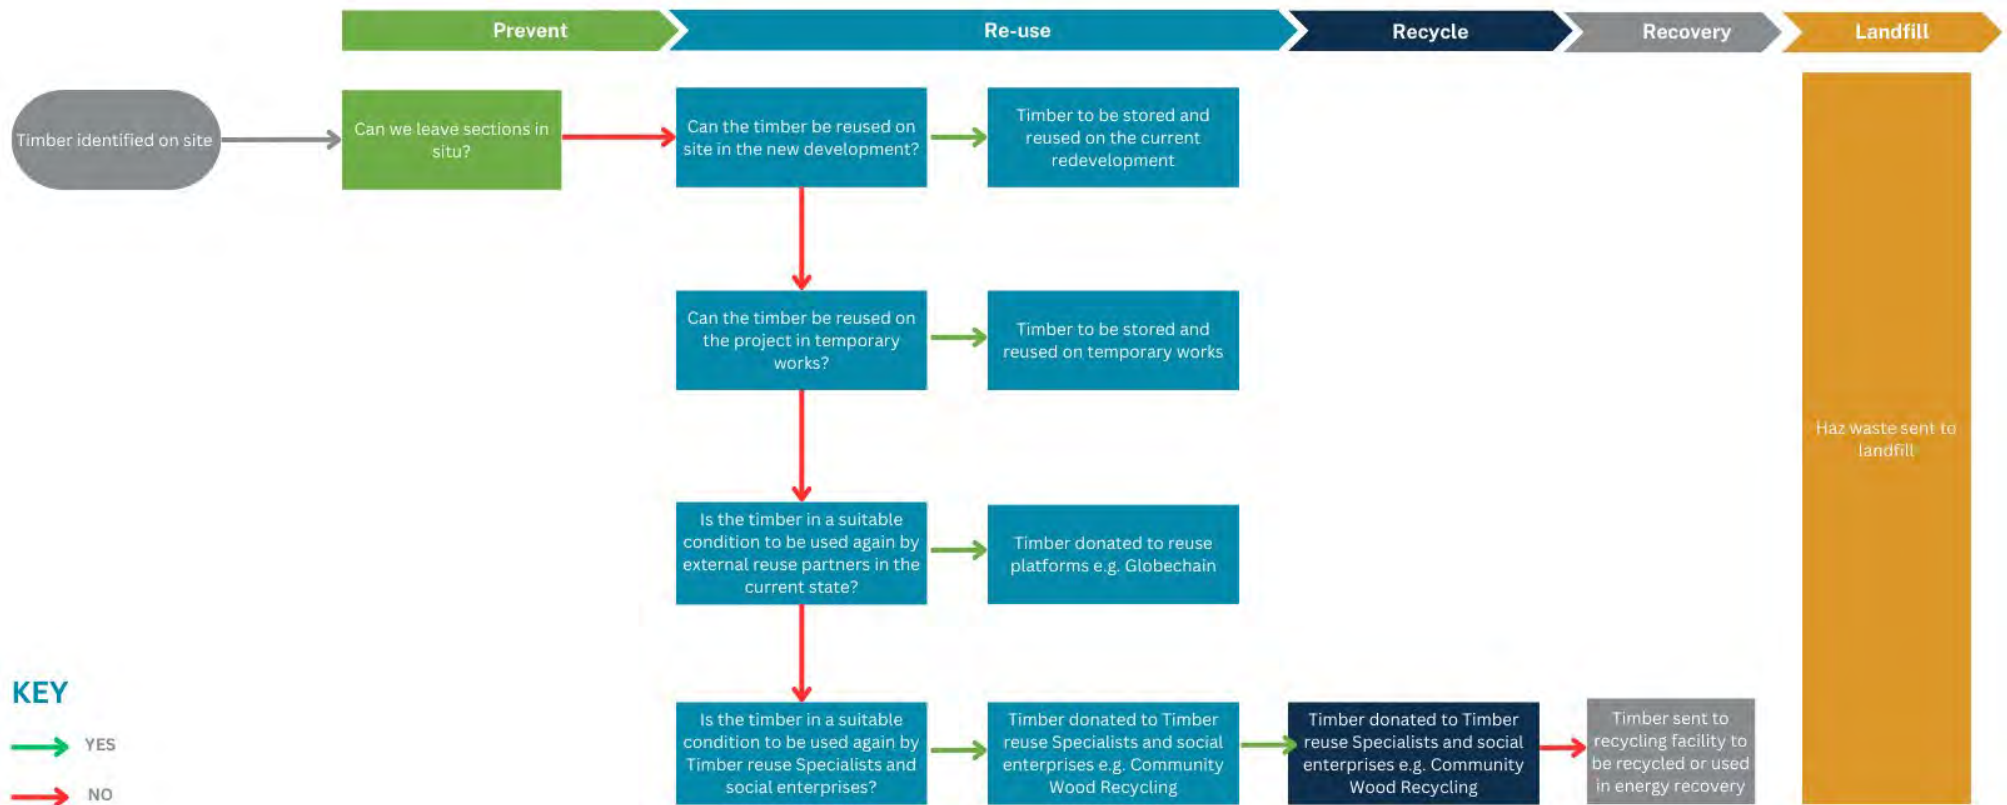 Prevent
Re-use
Recycle
Recovery
Landfill
Timber identified on site
Can we leave sections in
situ?
Can the timber be reused on
site in the new development?
Timber to be stored and
reused on the current
redevelopment
Can the timber be reused on
the project in temporary
works?
Timber to be stored and
reused on temporary works
Haz waste sent to
landfill
Is the timber in a suitable
condition to be used again by
external reuse partners in the
current state?
Timber donated to reuse
platforms e.g. Globechain
Is the timber in a suitable
condition to be used again by
Timber reuse Specialists and
social enterprises?
Timber donated to Timber
reuse Specialists and social
enterprises e.g. Community
Wood Recycling
Timber donated to Timber
reuse Specialists and social
enterprises e.g. Community
Wood Recycling
Timber sent to
recycling facility to
be recycled or used
in energy recovery
KEY
YES
NO